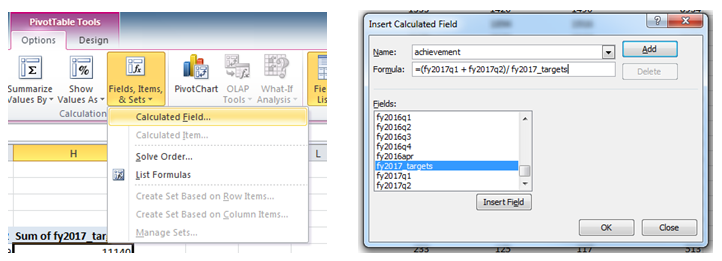 PivotTable Tools
Options Design
Summarize Values By
Show Values As
Fields, Items, & Sets
PivotChart
OLAP Tools
What-If Analysis
Fie
Lis
Calculation
Calculated Field...
Calculated Item...
Solve Order...
List Formulas
Create Set Based on Row Items...
Create Set Based on Column Items...
Manage Sets...
H
L
Sum of fy2017_tar
11140
Insert Calculated Field
Name: achievement Add
Formula: =(fy2017q1 + fy2017q2)/ fy2017_targets Delete
Fields:
fy2016q1
fy2016q2
fy2016q3
fy2016q4
fy2016apr
fy2017_targets
fy2017q1
fy2017q2
Insert Field
OK Close